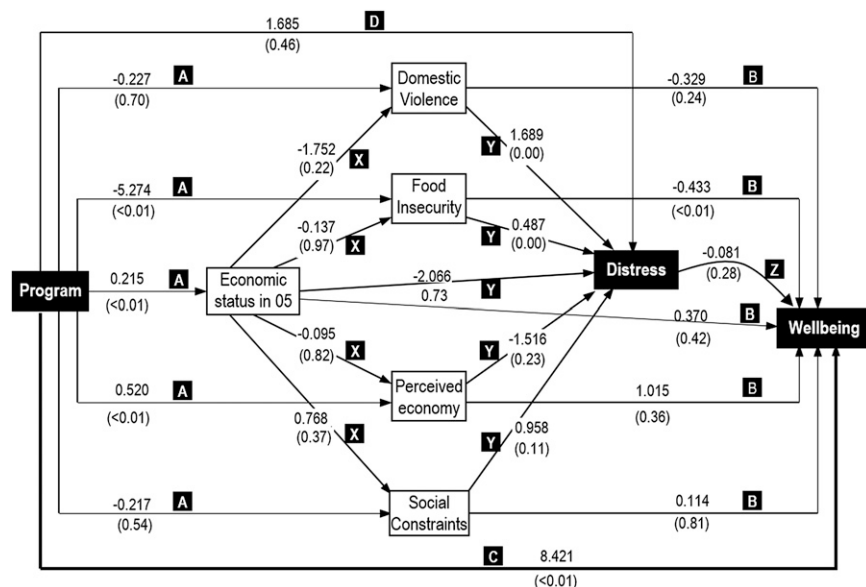 1.685 D
(0.46)
-0.227 A
(0.70)
Domestic
Violence
-0.329 B
(0.24)
-1.752 X
(0.22)
Y 1.689
(0.00)
-5.274 A
(<0.01)
Food
Insecurity
-0.433 B
(<0.01)
-0.137 X
(0.97)
Y 0.487
(0.00)
Program
0.215 A
(<0.01)
Economic
status in 05
-2.066
0.73 Y
Distress
-0.081
(0.28) Z
0.370 B
(0.42)
Wellbeing
-0.095 X
(0.82)
Y -1.516
(0.23)
0.520 A
(<0.01)
Perceived
economy
1.015 B
(0.36)
0.768 X
(0.37)
Y 0.958
(0.11)
-0.217 A
(0.54)
Social
Constraints
0.114 B
(0.81)
C 8.421
(<0.01)